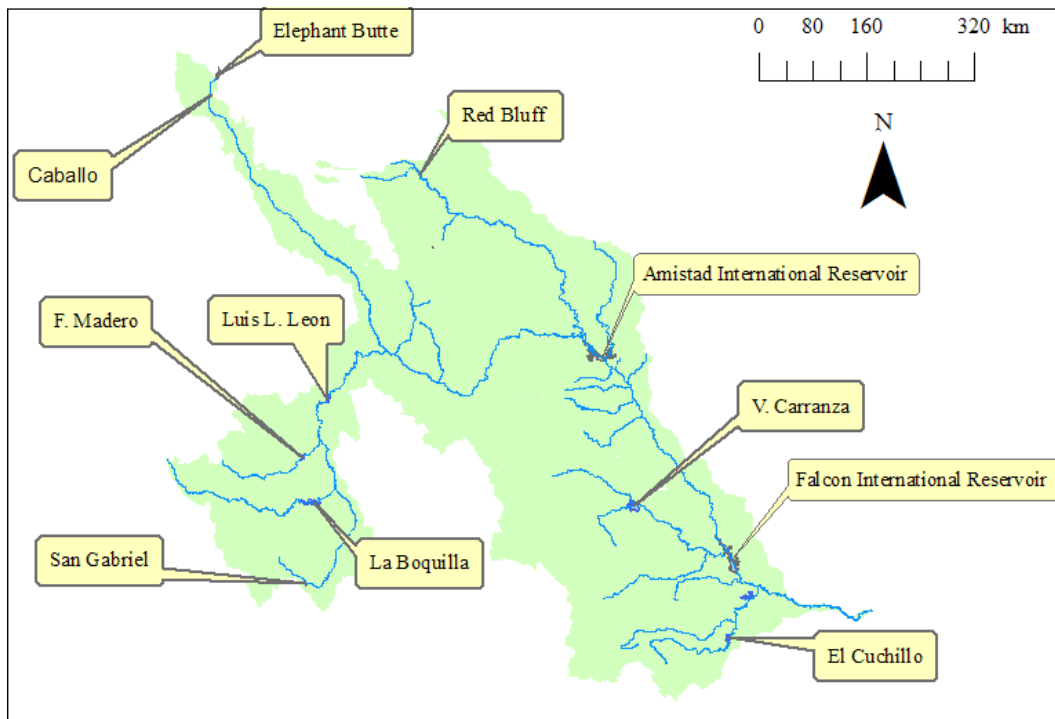 Elephant Butte
0 80 160 320 km
Red Bluff
N
Caballo
Amistad International Reservoir
F. Madero
Luis L. Leon
V. Carranza
Falcon International Reservoir
San Gabriel
La Boquilla
El Cuchillo